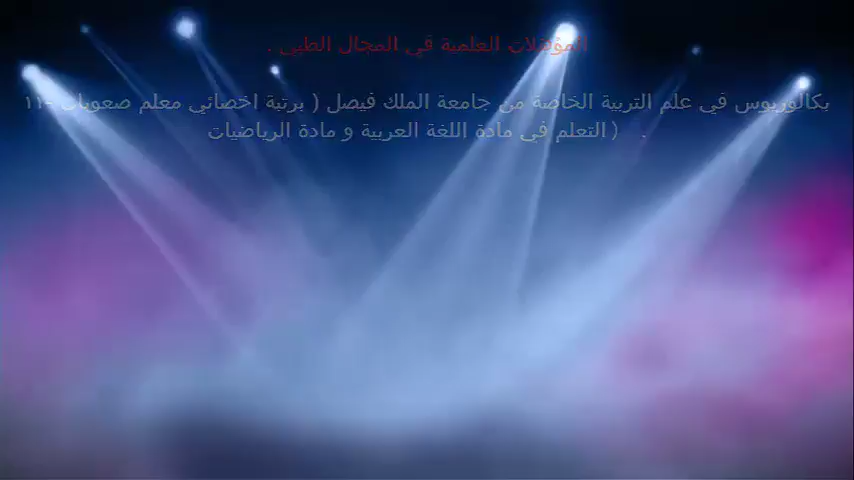 المؤهلات العلمية في المجال الطبي .
١١- بكالوريوس في علم التربية الخاصة من جامعة الملك فيصل ( برتبة اخصائي معلم صعوبات
التعلم في مادة اللغة العربية و مادة الرياضيات ) .